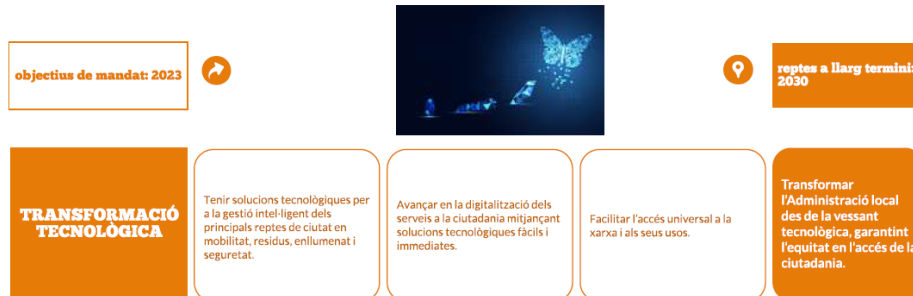 objectius de mandat: 2023
reptes a llarg termini:
2030
TRANSFORMACIÓ
TECNOLÒGICA
Tenir solucions tecnològiques per
a la gestió intel·ligent dels
principals reptes de ciutat en
mobilitat, residus, enllumenat i
seguretat.
Avançar en la digitalització dels
serveis a la ciutadania mitjançant
solucions tecnològiques fàcils i
immediates.
Facilitar l'accés universal a la
xarxa i als seus usos.
Transformar
l'Administració local
des de la vessant
tecnològica, garantint
l'equitat en l'accés de la
ciutadania.